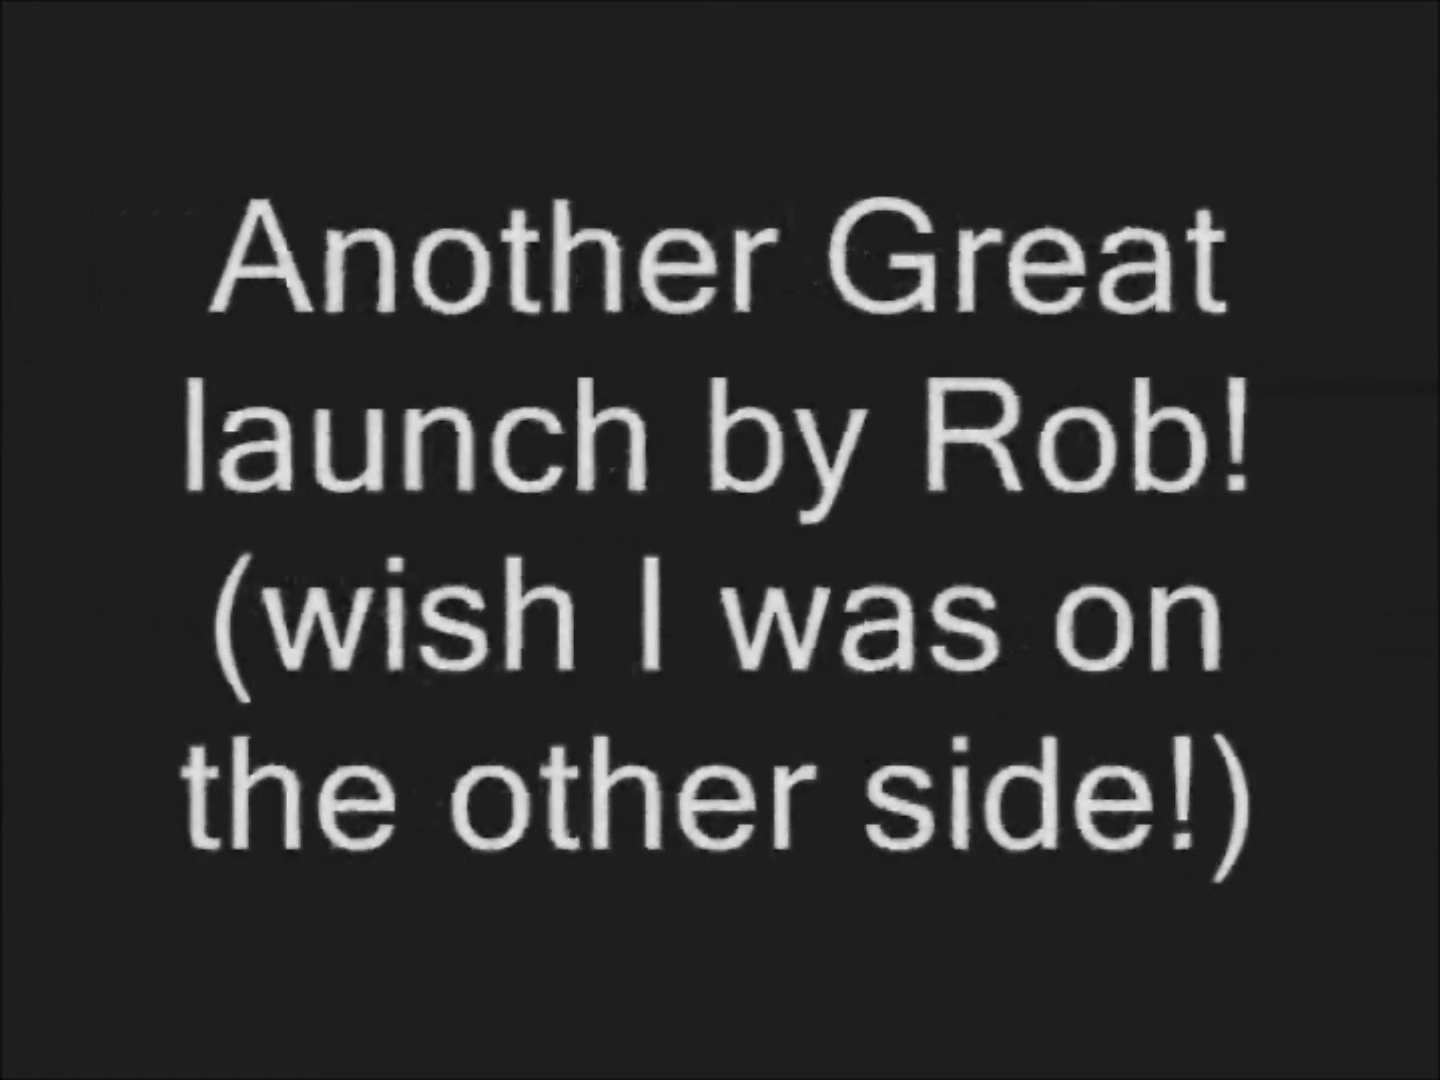 Another Great
launch by Rob!
(wish I was on
the other side!)